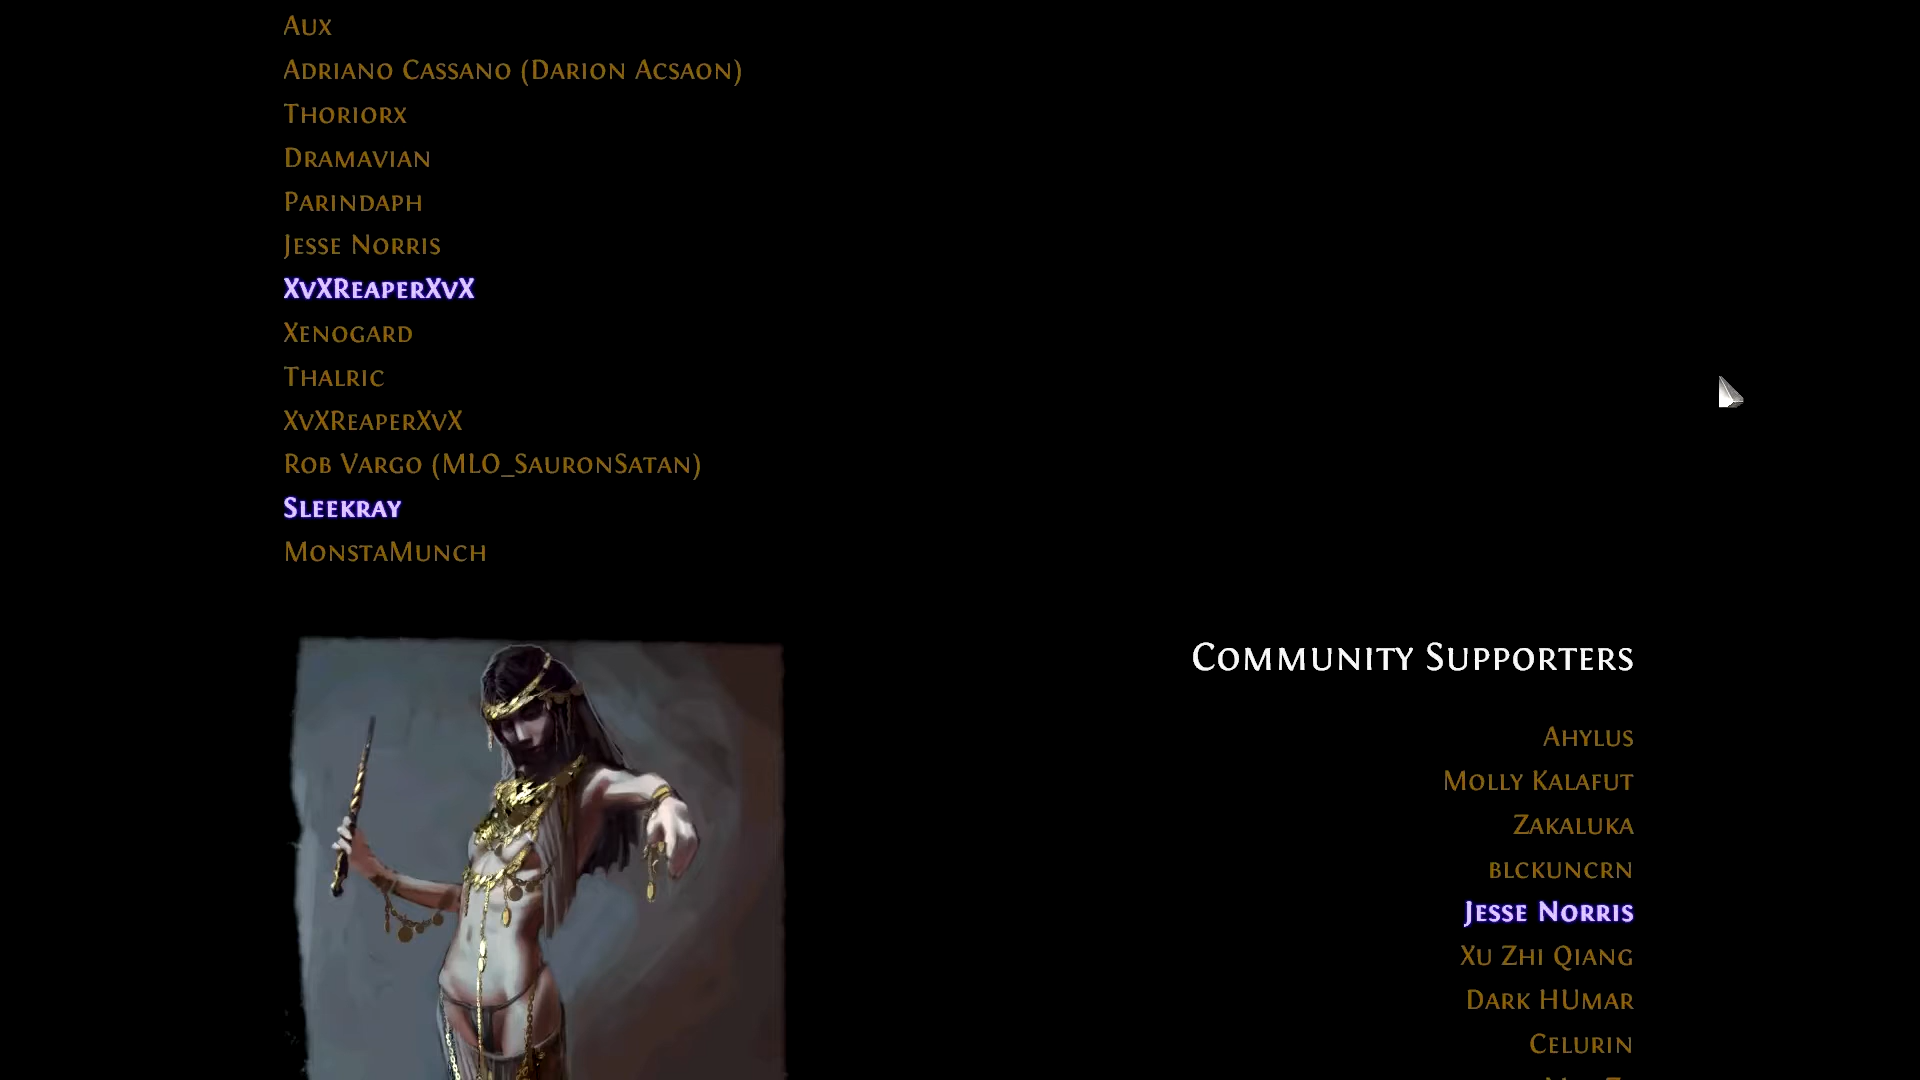 Aux
Adriano Cassano (Darion Acsaon)
Thoriorx
Dramavian
Parindaph
Jesse Norris
XvXReaperXvX
Xenogard
Thalric
XvXReaperXvX
Rob Vargo (MLO_SauronSatan)
Sleekray
MonstaMunch
Community Supporters
Ahylus
Molly Kalafut
Zakaluka
blckuncrn
Jesse Norris
Xu Zhi Qiang
Dark HUmar
Celurin